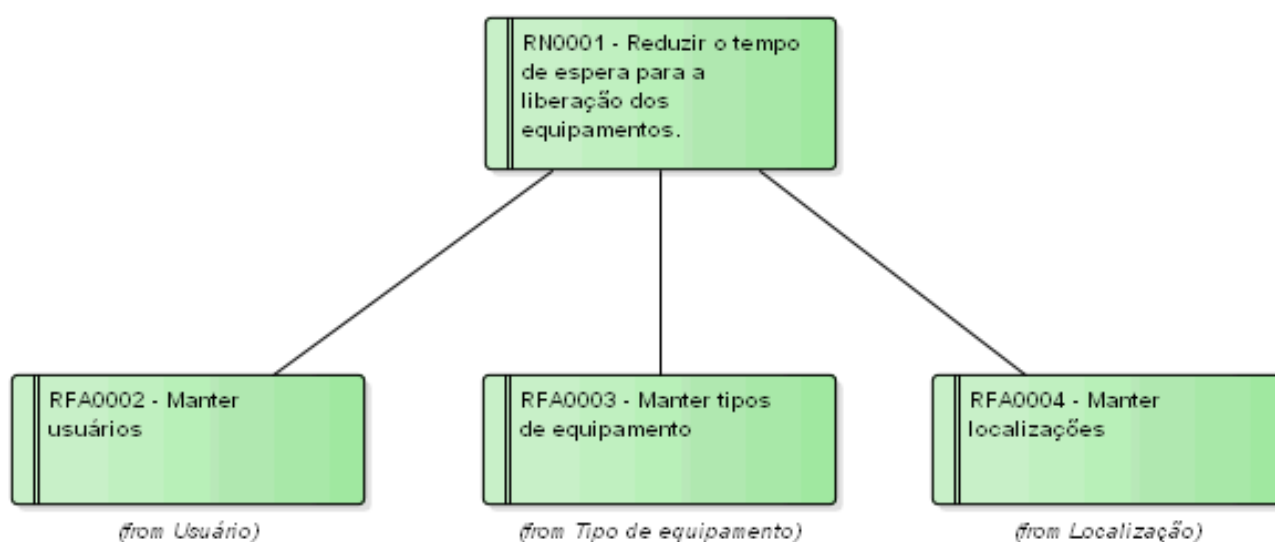 RN0001 - Reduzir o tempo
de espera para a
liberação dos
equipamentos.
RFA0002 - Manter
usuários
RFA0003 - Manter tipos
de equipamento
RFA0004 - Manter
localizações
(from Usuário)
(from Tipo de equipamento)
(from Localização)